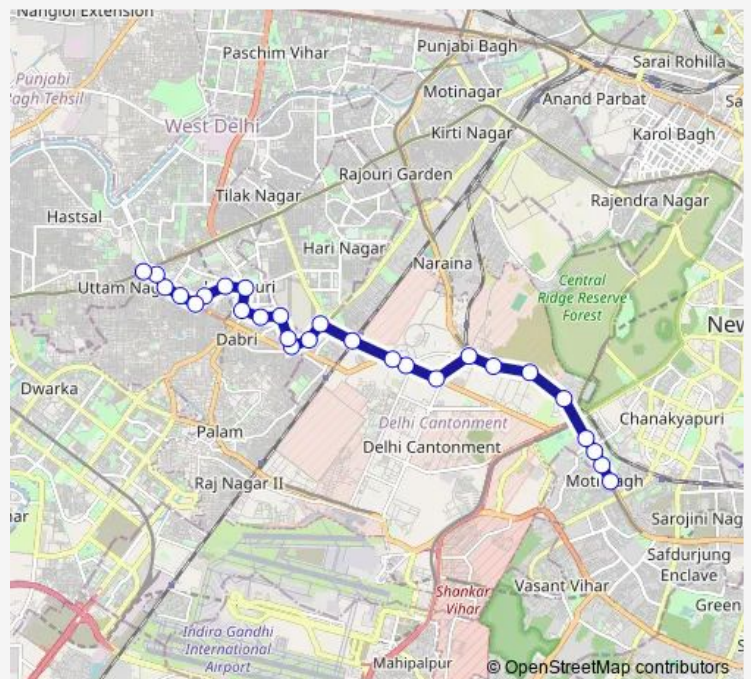 Nangloi Extension
Paschim Vihar
Punjabi Bagh
Sarai Rohilla
Punjabi
Bagh Tehsil
Motinagar
Anand Parbat
West Delhi
Kirti Nagar
Karol Bagh
Rajouri Garden
Tilak Nagar
Rajendra Nagar
Hastsal
Hari Nagar
Naraina
Central
Ridge Reserve
Forest
Uttam Nag
uri
New
Dabri
Dwarka
Chanakyapuri
Palam
Delhi Cantonment
Delhi Cantonment
Raj Nagar II
Moti
agh
Sarojini Nag
Safdurjung
Enclave
Vasant Vihar
Shankar
Vihar
Green
Indira Gandhi
International
Airport
Mahipalpur
© OpenStreetMap contributors